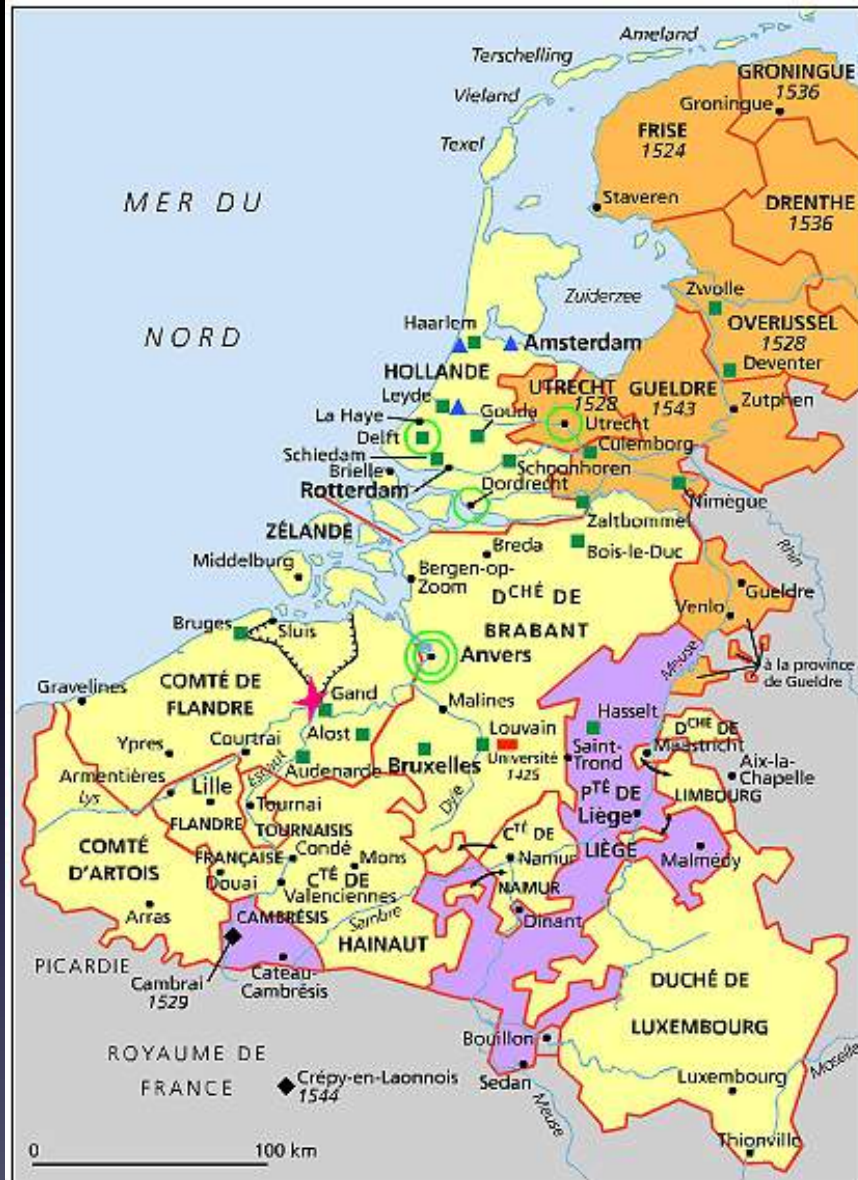 Ameland
Terschelling
GRONINGUE
1536
Vieland
Groningue
FRISE
1524
Texel
MER DU
DRENTHE
1536
Staveren
Zuiderzee
Zwolle
NORD
Haarlem
Amsterdam
OVERIJSSEL
1528
HOLLANDE
Deventer
UTRECHT
1528
GUELDRE
1543
Leyde
Zutphen
La Haye
Gouda
Utrecht
Delft
Culemborg
Schiedam
Schoonhoren
Brielle
Rotterdam
Dordrecht
Nimègue
Zaltbommel
ZÉLANDE
Rhin
Breda
Bois-le-Duc
Middelburg
Bergen-op-
Zoom
Gueldre
DCHÉ DE
BRABANT
Venlo
Bruges
Sluis
Meuse
Anvers
à la province
de Gueldre
Gravelines
COMTÉ DE
FLANDRE
Gand
Malines
Hasselt
DCHÉ DE
LIMBOURG
Ypres
Courtrai
Alost
Louvain
Maestricht
Escaut
Audenarde
Bruxelles
Université
1425
Saint-
Trond
Aix-la-
Chapelle
Armentières
Lys
Lille
Dyle
PTÉ DE
LIÈGE
Tournai
Liège
FLANDRE
FRANÇAISE
TOURNAISIS
CTÉ DE
NAMUR
COMTÉ
D'ARTOIS
Condé
Mons
Namur
Malmédy
Douai
CTÉ DE
HAINAUT
Valenciennes
Arras
CAMBRÉSIS
Sambre
Dinant
PICARDIE
Cambrai
1529
Cateau-
Cambrésis
DUCHÉ DE
LUXEMBOURG
ROYAUME DE
FRANCE
Bouillon
Crépy-en-Laonnois
1544
Sedan
Luxembourg
Moselle
Meuse
Thionville
0 100 km